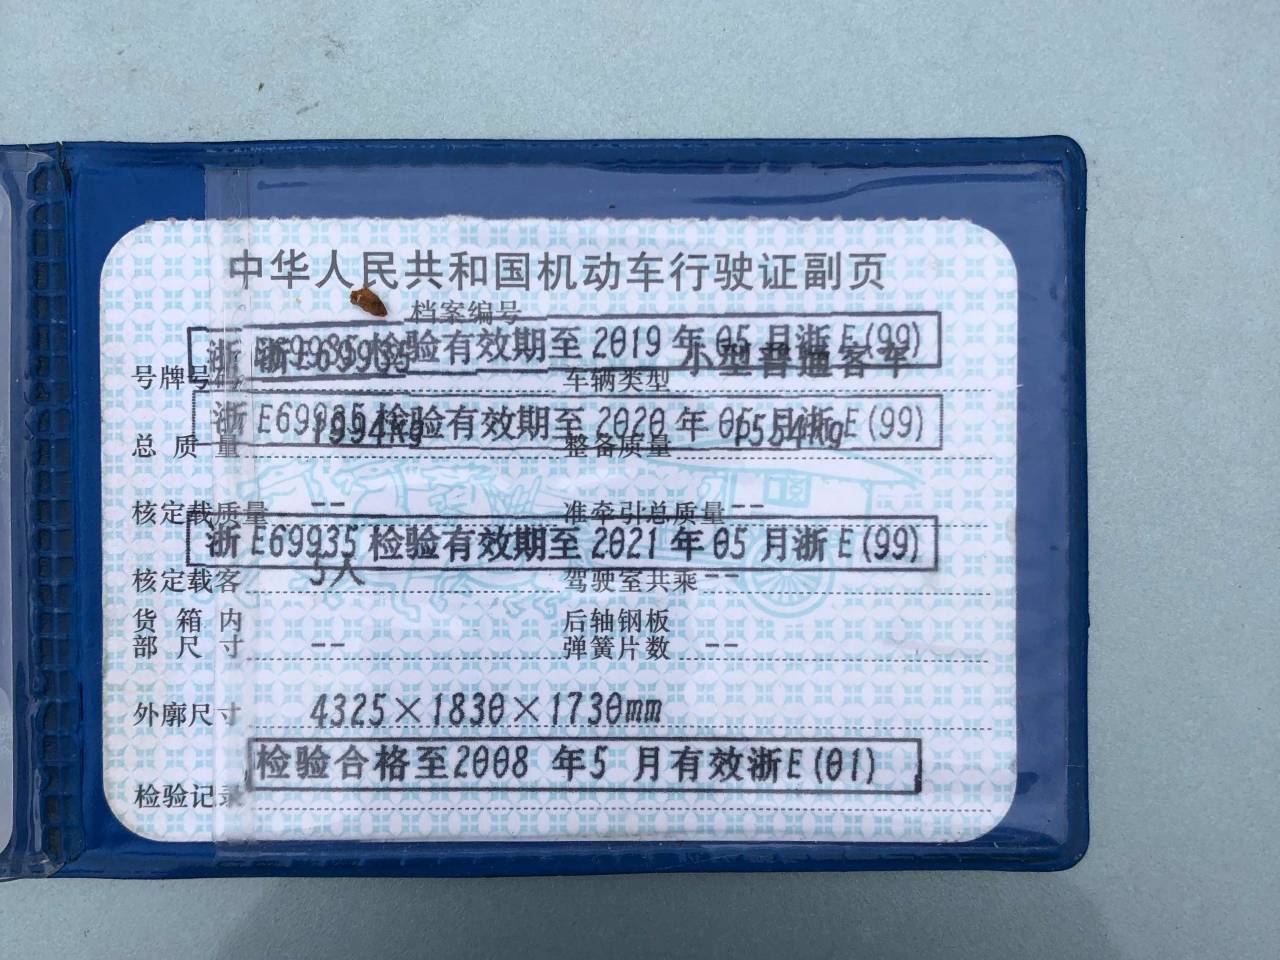 中华人民共和国机动车行驶证副页
档案编号
浙E69935检验有效期至2019年05月浙E(99)
号牌号码 浙E69935 车辆类型 小型普通客车
浙E69935检验有效期至2020年05月浙E(99)
总质量 1994kg 整备质量 1554kg
核定载质量 -- 准牵引总质量 --
浙E69935检验有效期至2021年05月浙E(99)
核定载客 5人 驾驶室共乘 --
货箱内部尺寸 -- 后轴钢板弹簧片数 --
外廓尺寸 4325×1830×1730mm
检验合格至2008 年5 月有效浙E(01)
检验记录